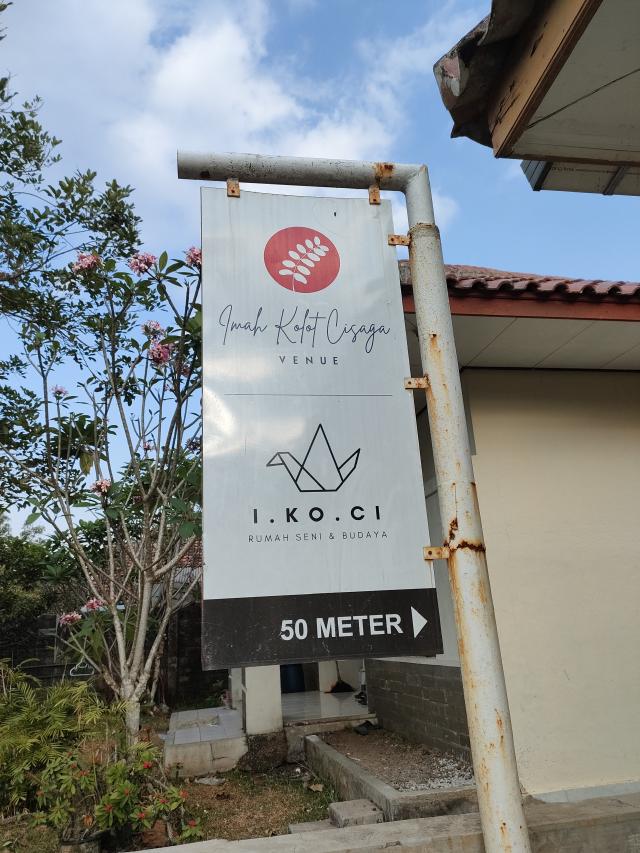 Imah Kolot Cisaga
VENUE
I.KO.CI
RUMAH SENI & BUDAYA
50 METER